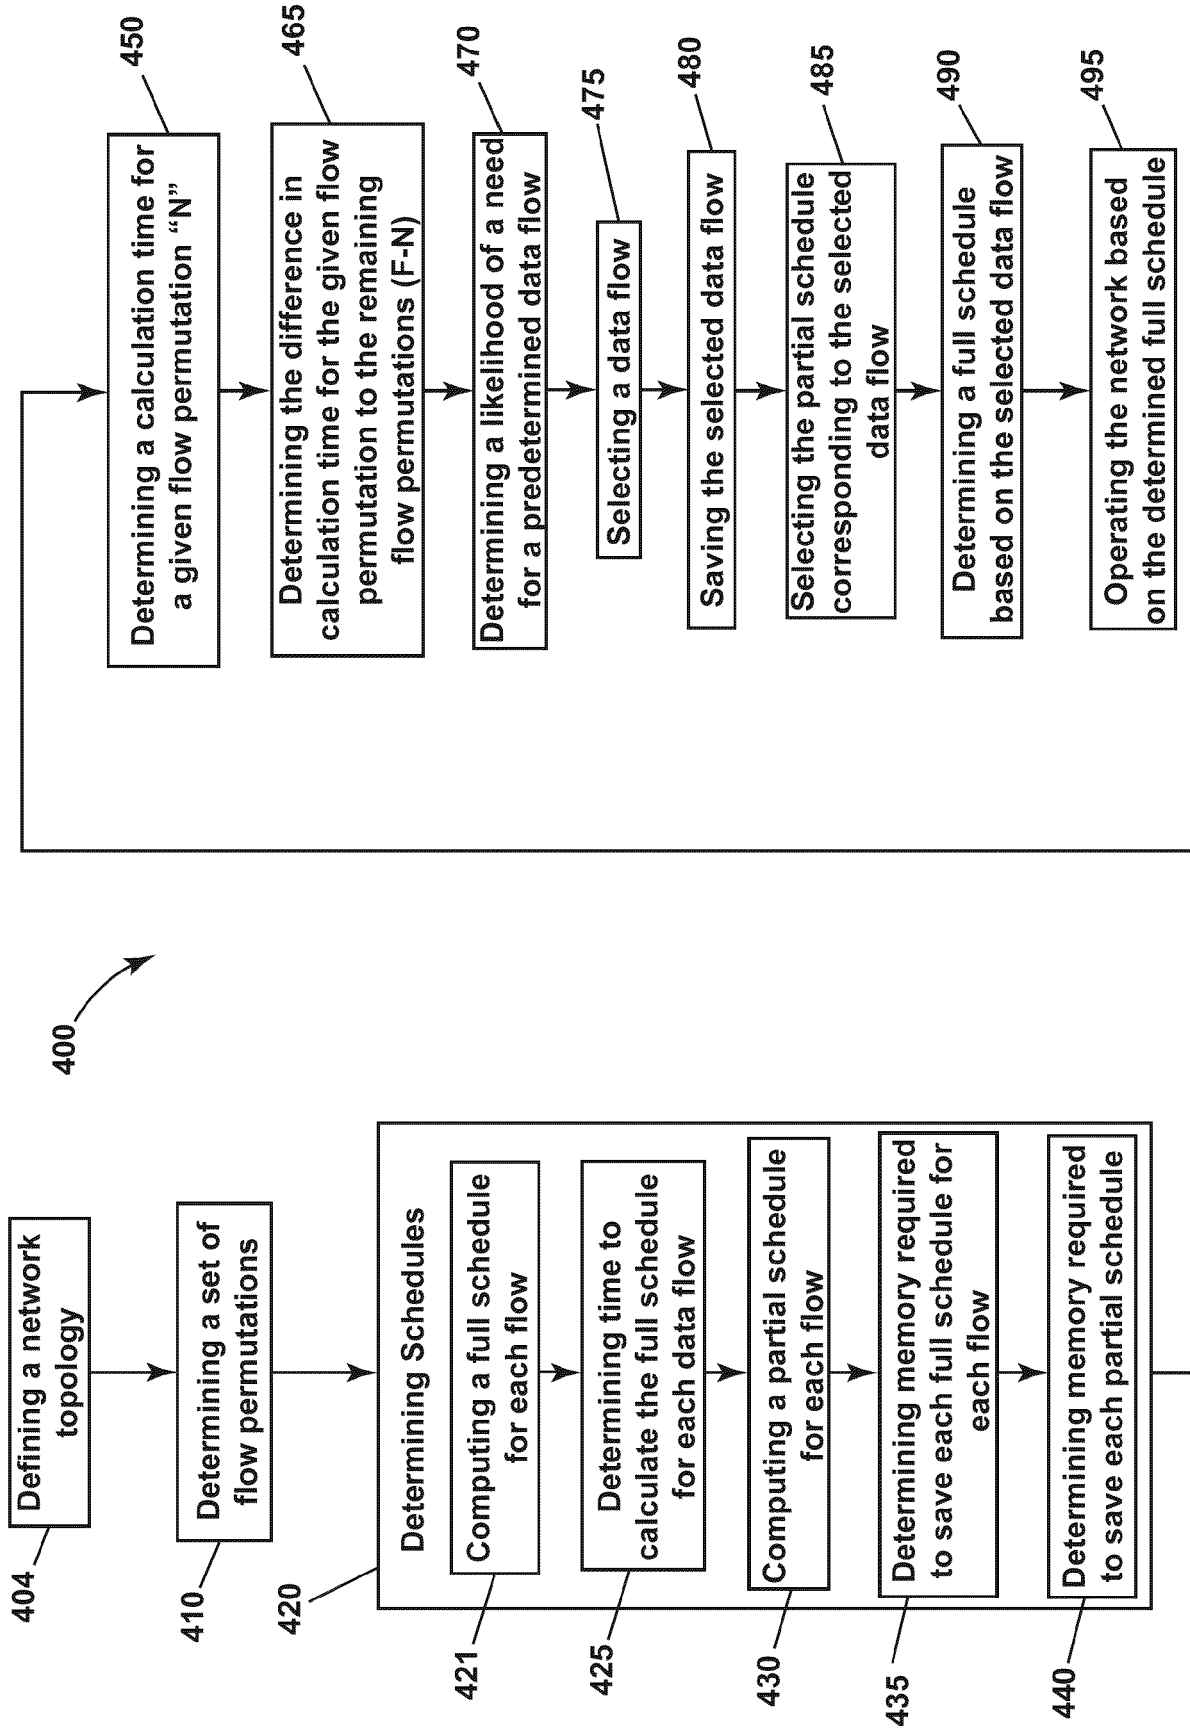 400
404
Defining a network
topology
410
Determining a set of
flow permutations
420
Determining Schedules
421
Computing a full schedule
for each flow
425
Determining time to
calculate the full schedule
for each data flow
430
Computing a partial schedule
for each flow
435
Determining memory required
to save each full schedule for
each flow
440
Determining memory required
to save each partial schedule
450
Determining a calculation time for
a given flow permutation “N”
465
Determining the difference in
calculation time for the given flow
permutation to the remaining
flow permutations (F-N)
470
Determining a likelihood of a need
for a predetermined data flow
475
Selecting a data flow
480
Saving the selected data flow
485
Selecting the partial schedule
corresponding to the selected
data flow
490
Determining a full schedule
based on the selected data flow
495
Operating the network based
on the determined full schedule